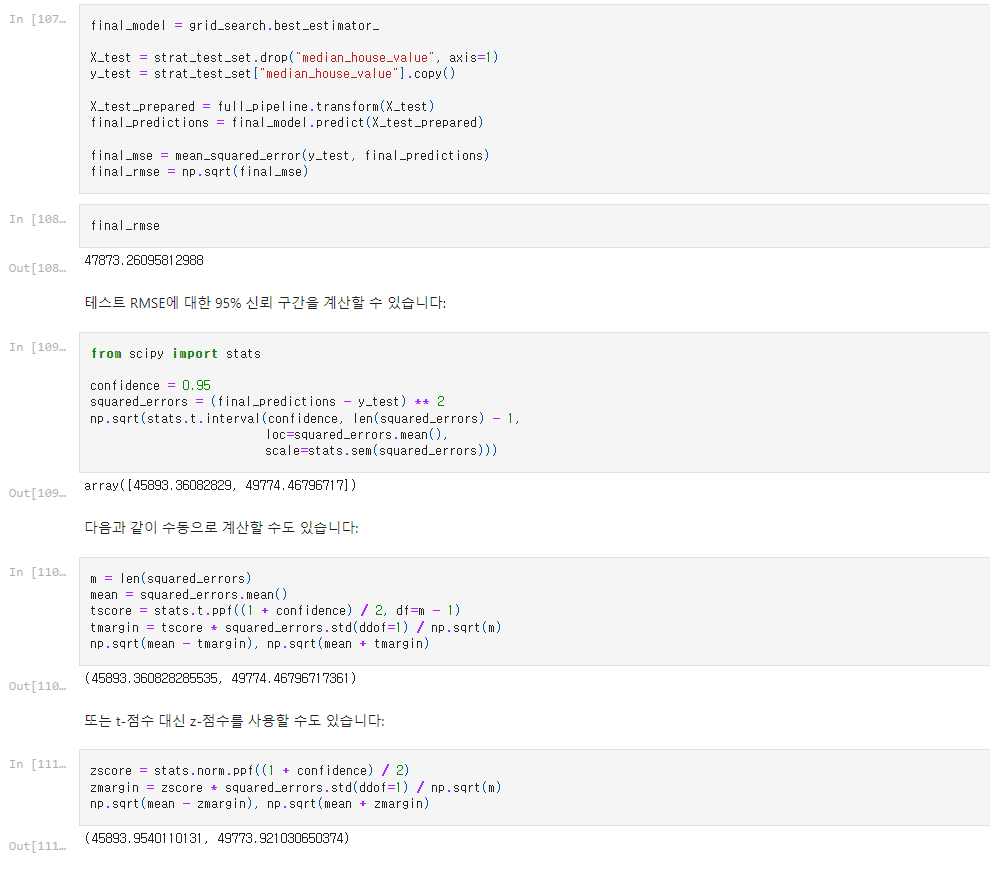 In [107…
final_model = grid_search.best_estimator_
X_test = strat_test_set.drop("median_house_value", axis=1)
y_test = strat_test_set["median_house_value"].copy()
X_test_prepared = full_pipeline.transform(X_test)
final_predictions = final_model.predict(X_test_prepared)
final_mse = mean_squared_error(y_test, final_predictions)
final_rmse = np.sqrt(final_mse)
In [108…
final_rmse
Out[108…
47873.26095812988
테스트 RMSE에 대한 95% 신뢰 구간을 계산할 수 있습니다:
In [109…
from scipy import stats
confidence = 0.95
squared_errors = (final_predictions - y_test) ** 2
np.sqrt(stats.t.interval(confidence, len(squared_errors) - 1,
loc=squared_errors.mean(),
scale=stats.sem(squared_errors)))
Out[109…
array([45893.36082829, 49774.46796717])
다음과 같이 수동으로 계산할 수도 있습니다:
In [110…
m = len(squared_errors)
mean = squared_errors.mean()
tscore = stats.t.ppf((1 + confidence) / 2, df=m - 1)
tmargin = tscore * squared_errors.std(ddof=1) / np.sqrt(m)
np.sqrt(mean - tmargin), np.sqrt(mean + tmargin)
Out[110…
(45893.360828285535, 49774.46796717361)
또는 t-점수 대신 z-점수를 사용할 수도 있습니다:
In [111…
zscore = stats.norm.ppf((1 + confidence) / 2)
zmargin = zscore * squared_errors.std(ddof=1) / np.sqrt(m)
np.sqrt(mean - zmargin), np.sqrt(mean + zmargin)
Out[111…
(45893.9540110131, 49773.921030650374)